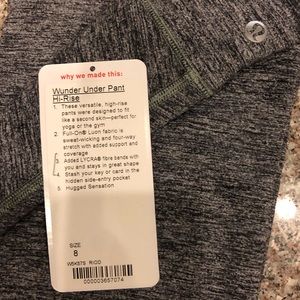 why we made this:
Wunder Under Pant
Hi-Rise
1. These versatile, high-rise
pants were designed to fit
like a second skin—perfect for
yoga or the gym
2. Full-On® Luon fabric is
sweat-wicking and four-way
stretch with added support and
coverage
3. Added LYCRA® fibre bends with
you and stays in great shape
4. Stash your key or card in the
hidden side-entry pocket
5. Hugged Sensation
SIZE
8
W5K57S RIOD
000003657074